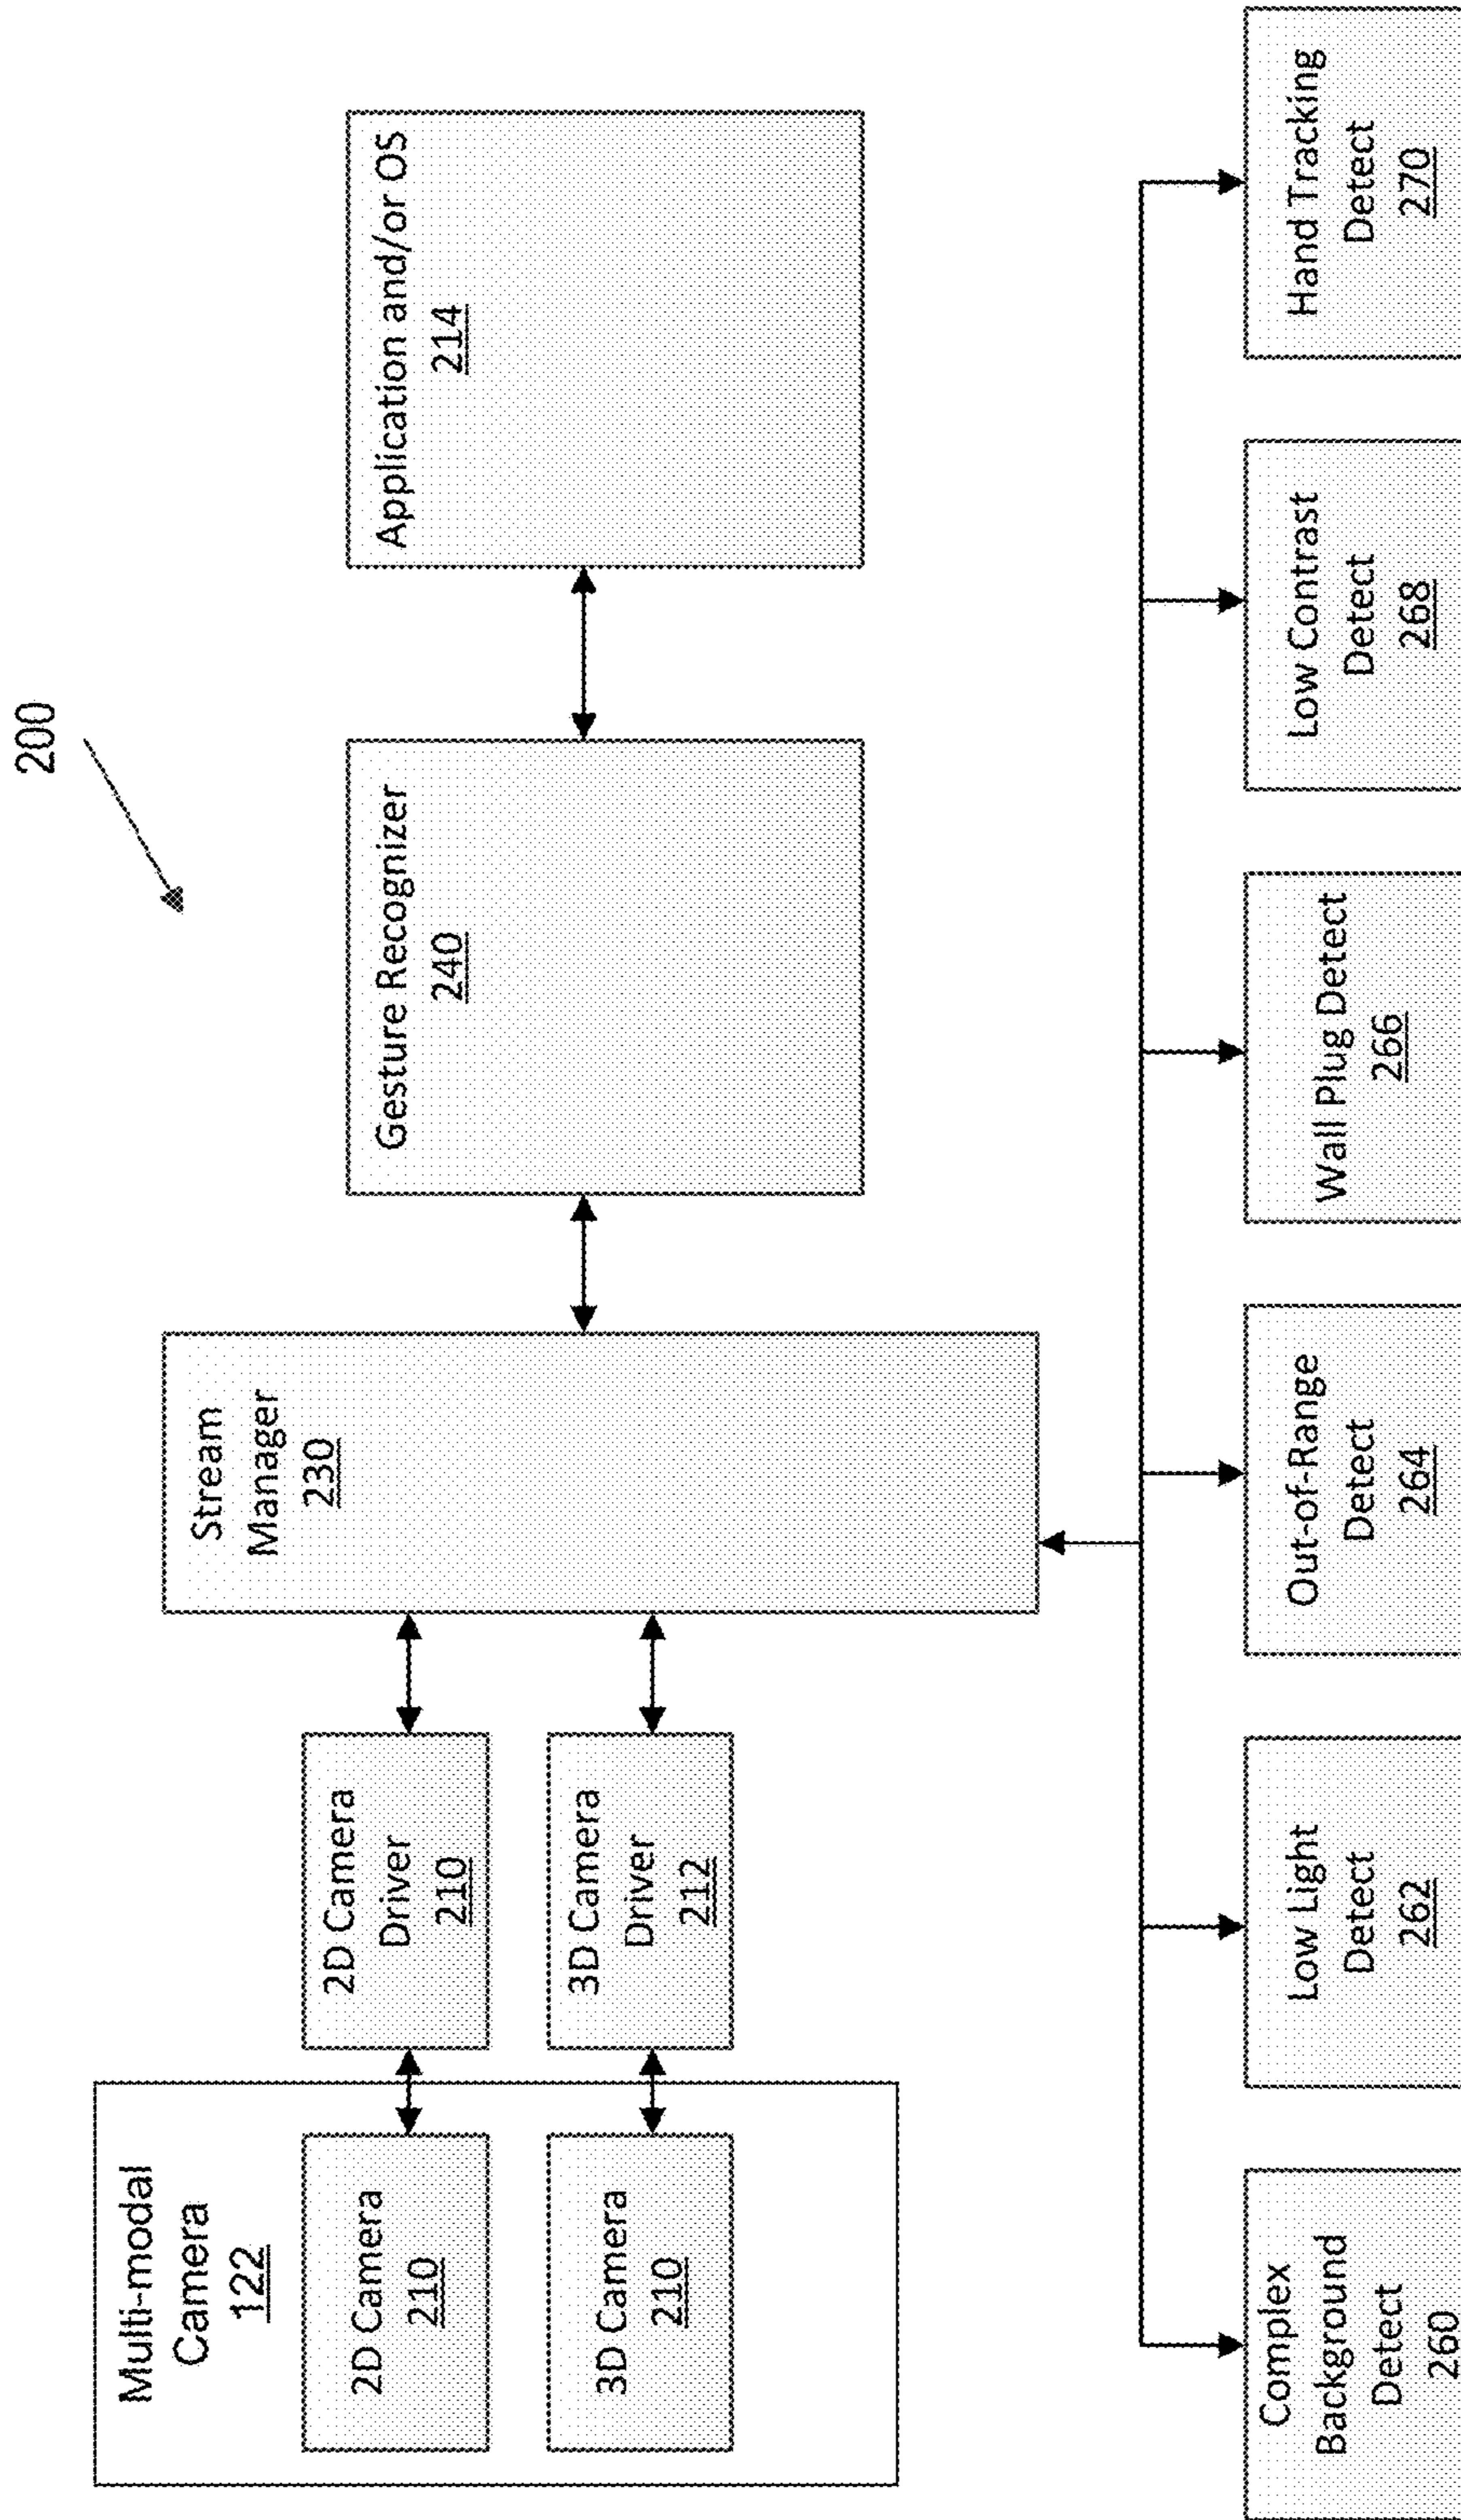 200
Multi-modal
Camera
122
2D Camera
210
3D Camera
210
2D Camera
Driver
210
3D Camera
Driver
212
Stream
Manager
230
Gesture Recognizer
240
Application and/or OS
214
Complex
Background
Detect
260
Low Light
Detect
262
Out-of-Range
Detect
264
Wall Plug Detect
266
Low Contrast
Detect
268
Hand Tracking
Detect
270